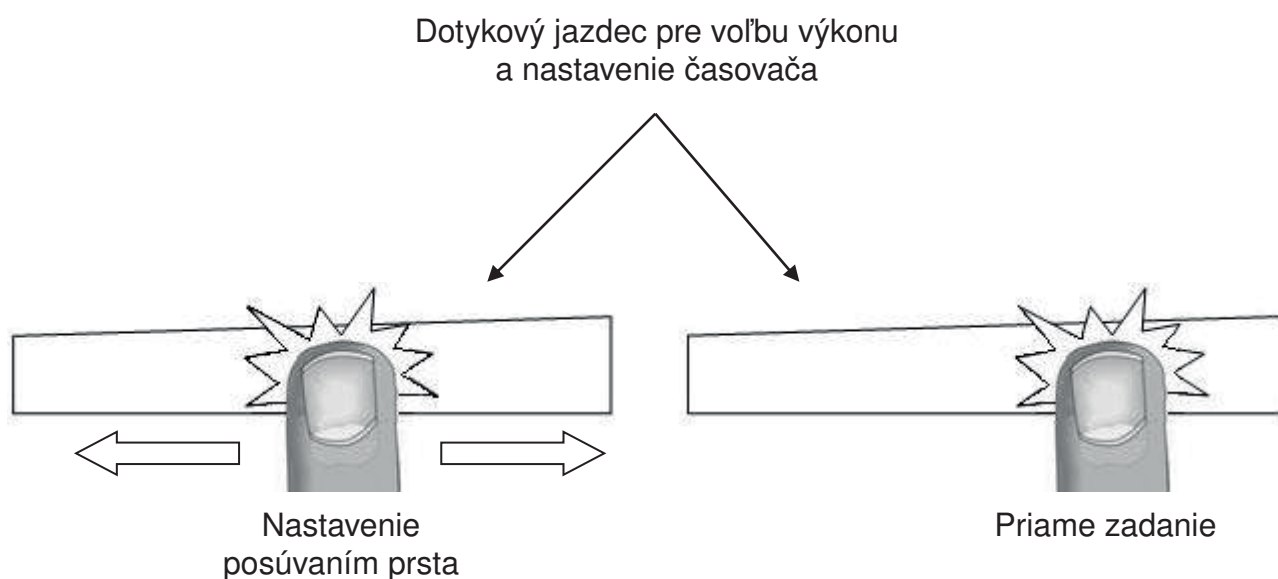 Dotykový jazdec pre voľbu výkonu
a nastavenie časovača
Nastavenie
posúvaním prsta
Priame zadanie